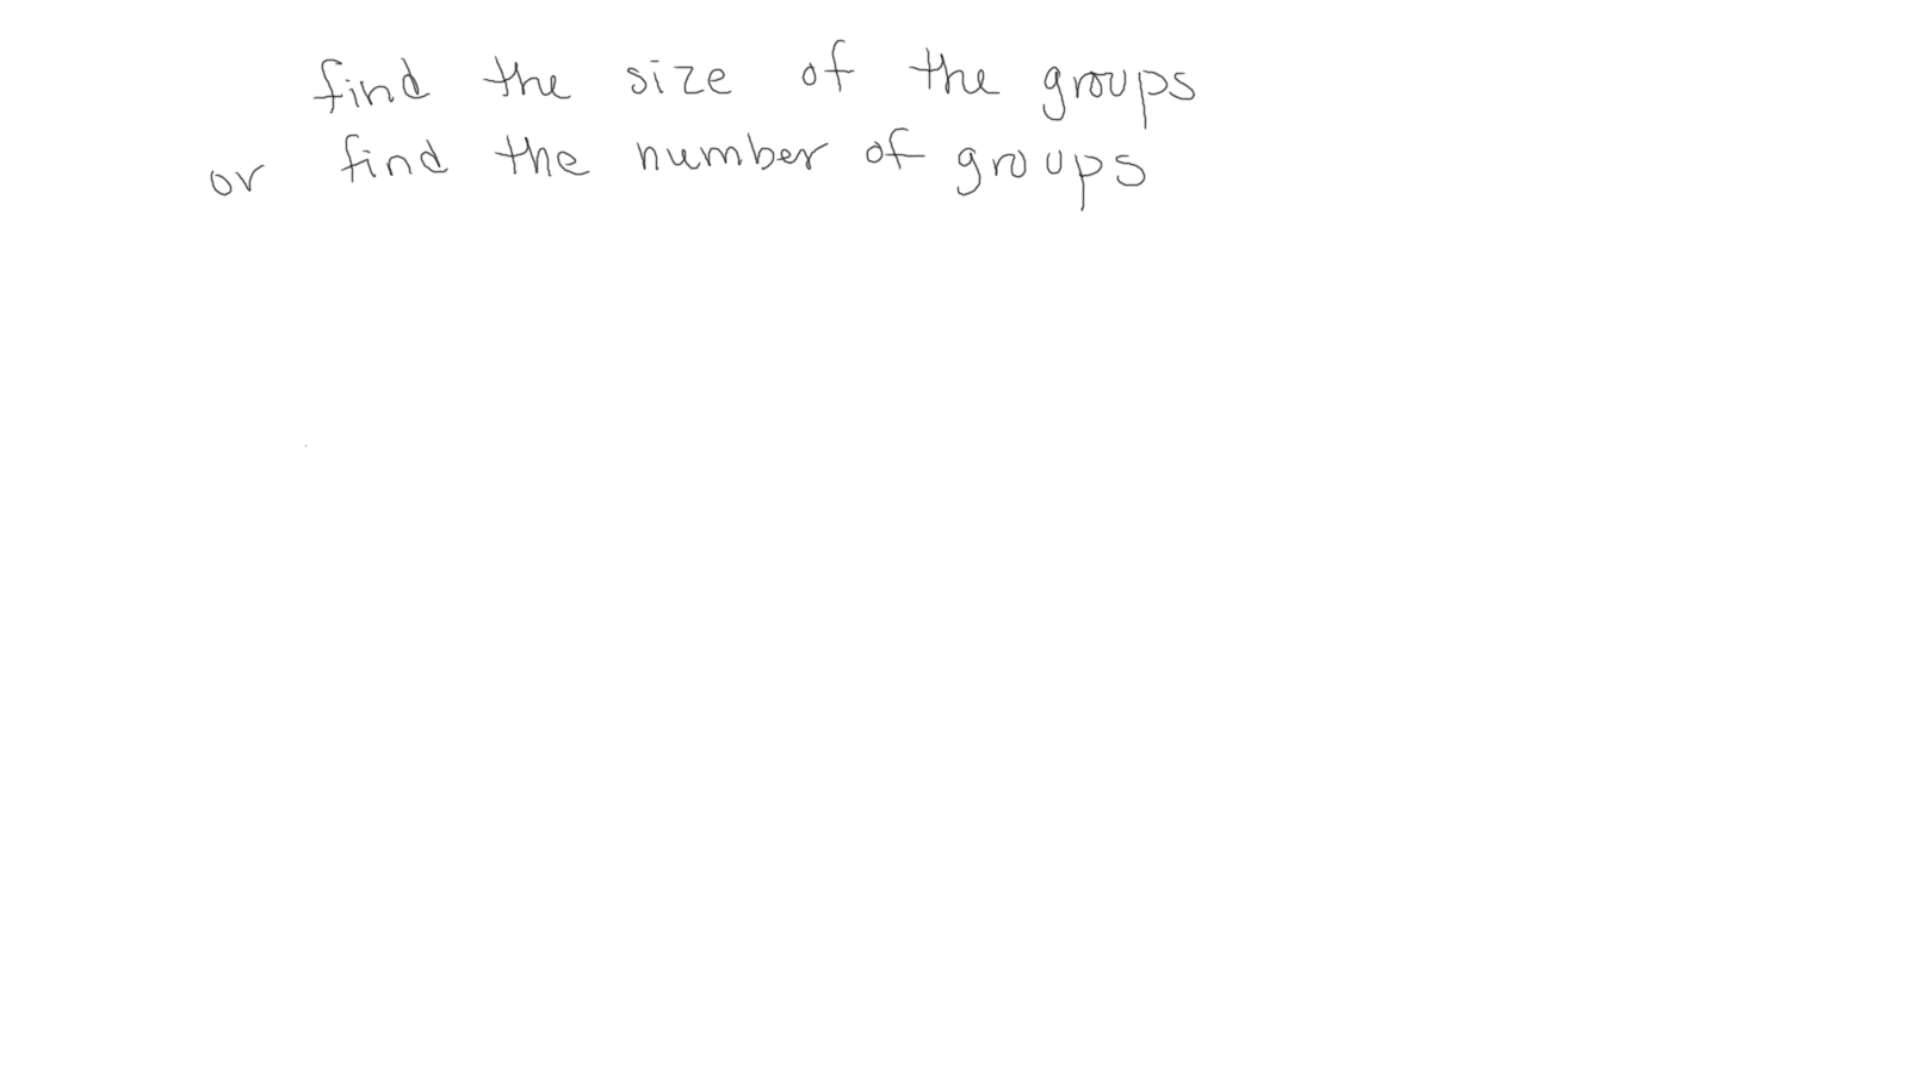 find the size of the groups
or find the number of groups